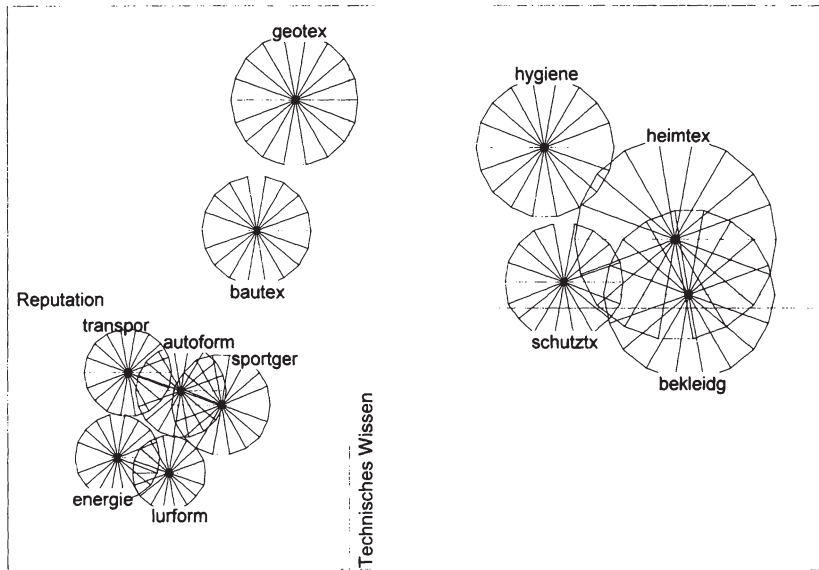 geotex
hygiene
heimtex
bautex
Reputation
transpor
autoform
sportger
schutztx
bekleidg
energie
lurform
Technisches Wissen